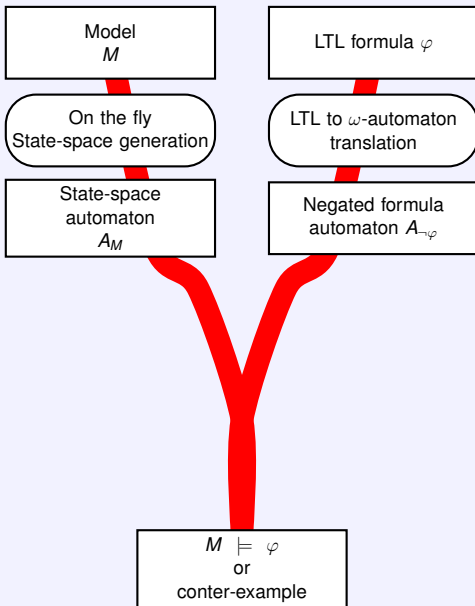 Model
M
LTL formula φ
On the fly
State-space generation
LTL to ω-automaton
translation
State-space
automaton
A_M
Negated formula
automaton A_¬φ
M ⊨ φ
or
conter-example